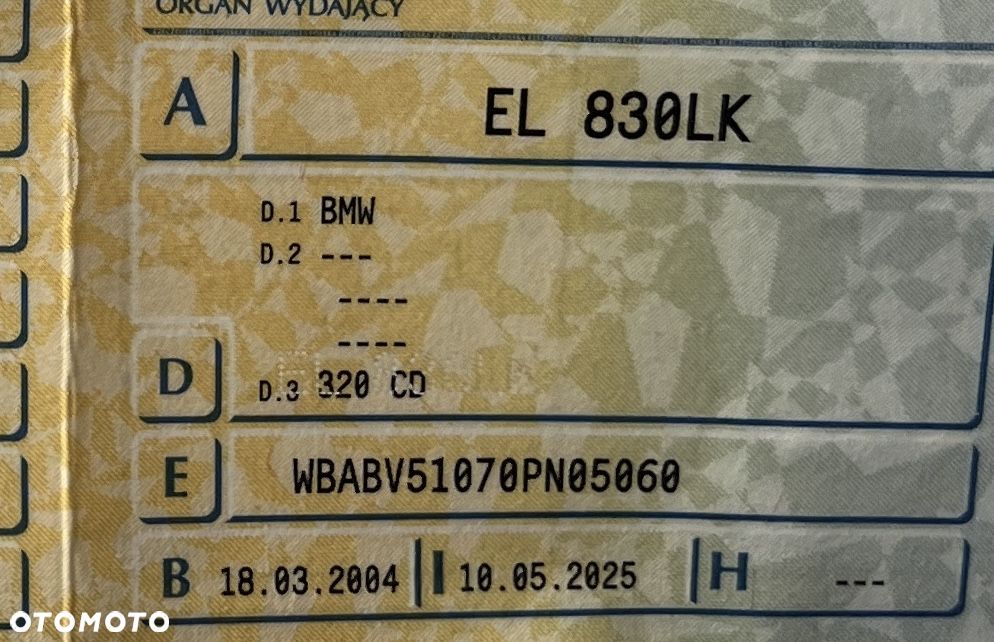 ORGAN WYDAJĄCY
A EL 830LK
D.1 BMW
D.2 ---
----
----
D D.3 320 CD
E WBABV51070PN05060
B 18.03.2004 I 10.05.2025 H ---
OTOMOTO